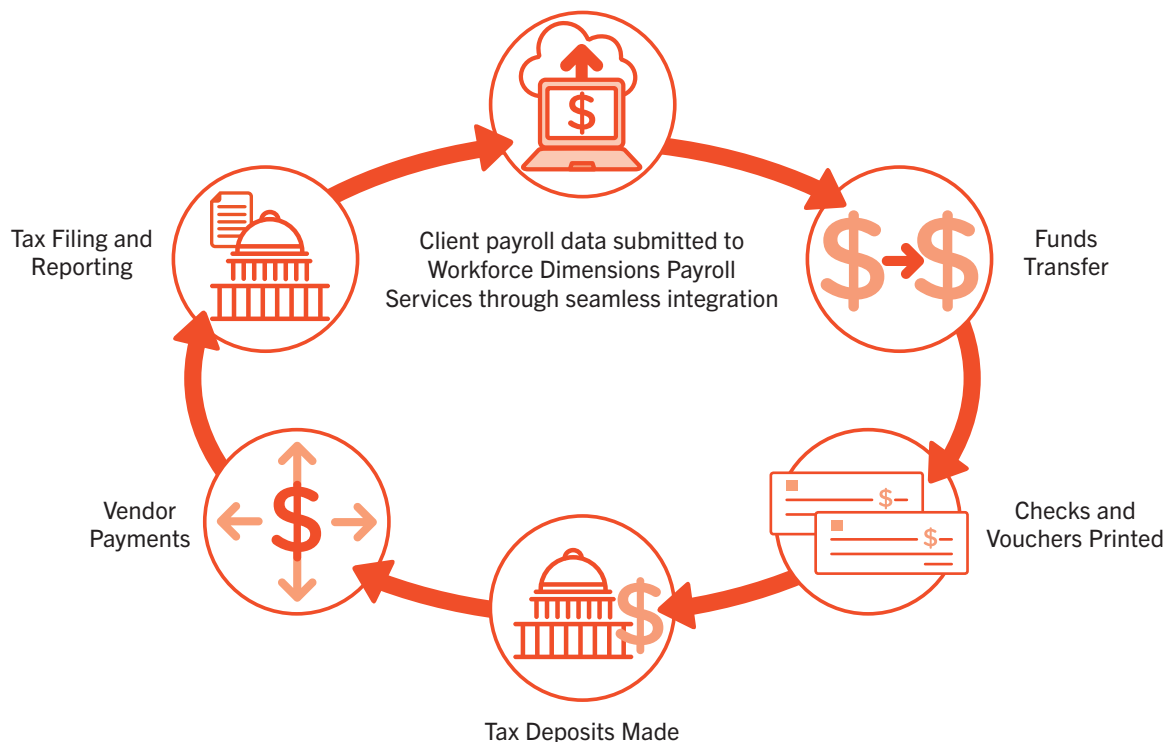 Client payroll data submitted to
Workforce Dimensions Payroll
Services through seamless integration
Funds
Transfer
Checks and
Vouchers Printed
Tax Deposits Made
Vendor
Payments
Tax Filing and
Reporting
$
$
$
$
$
$
$